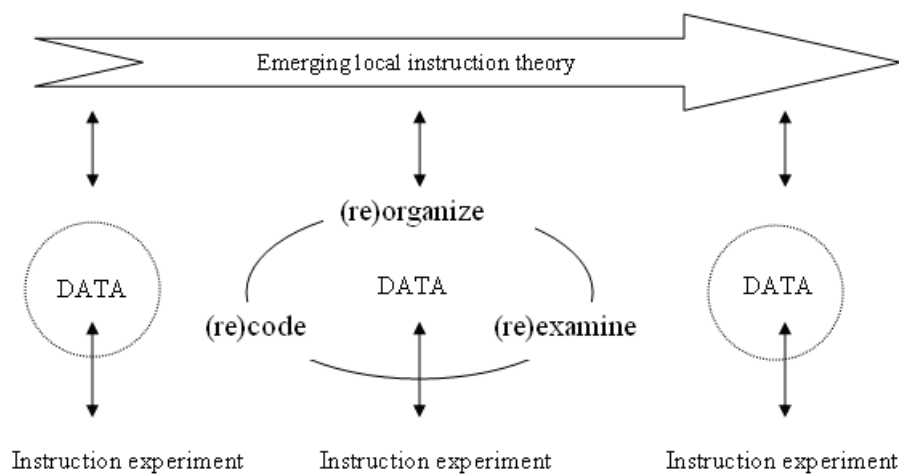 Emerging local instruction theory
(re)organize
DATA
DATA
DATA
(re)code
(re)examine
Instruction experiment
Instruction experiment
Instruction experiment